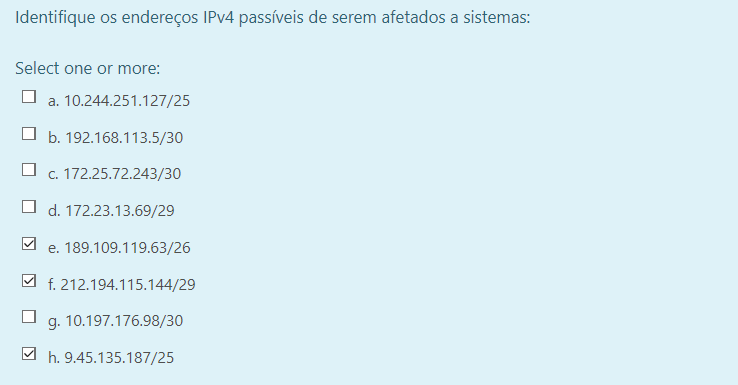 Identifique os endereços IPv4 passíveis de serem afetados a sistemas:
Select one or more:
a. 10.244.251.127/25
b. 192.168.113.5/30
c. 172.25.72.243/30
d. 172.23.13.69/29
e. 189.109.119.63/26
f. 212.194.115.144/29
g. 10.197.176.98/30
h. 9.45.135.187/25